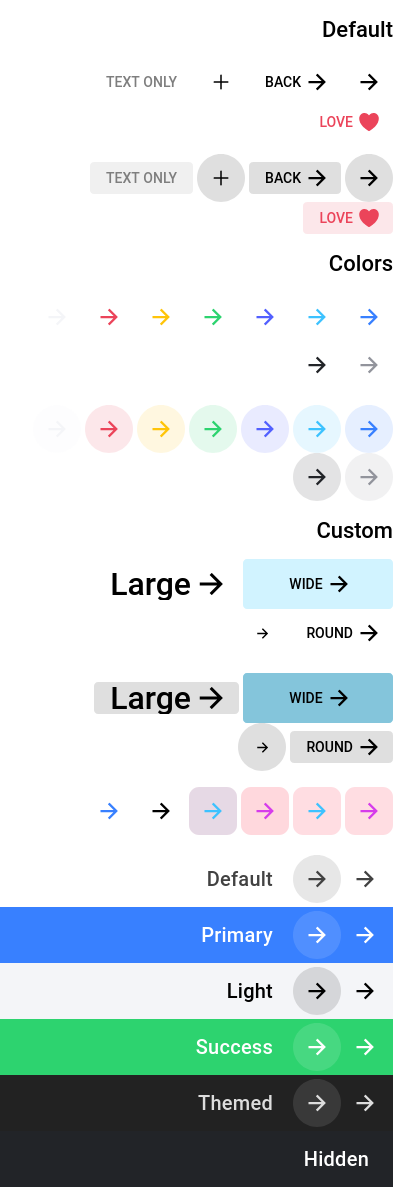 Default
TEXT ONLY BACK
LOVE
TEXT ONLY BACK
LOVE
Colors
Custom
Large WIDE
ROUND
Large WIDE
ROUND
Default
Primary
Light
Success
Themed
Hidden